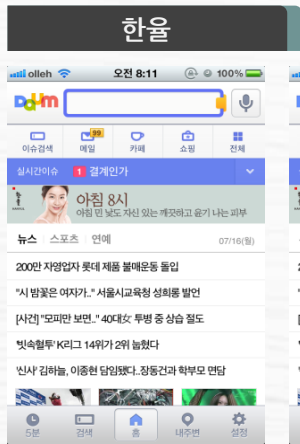 한율
olleh 오전 8:11 100%
Daum
99
이슈검색 메일 카페 쇼핑 전체
실시간이슈 1 결계인가
아침 8시
아침 민낯도 자신 있는 깨끗하고 윤기 나는 피부
뉴스 스포츠 연예 07/16(월)
200만 자영업자 롯데 제품 불매운동 돌입
"시 밤꽃은 여자가.." 서울시교육청 성희롱 발언
[사건] "모피만 보면.." 40대女 투병 중 상습 절도
'빗속혈투' K리그 14위가 2위 눕혔다
'신사' 김하늘, 이종현 담임됐다..장동건과 학부모 면담
5분 검색 홈 내주변 설정